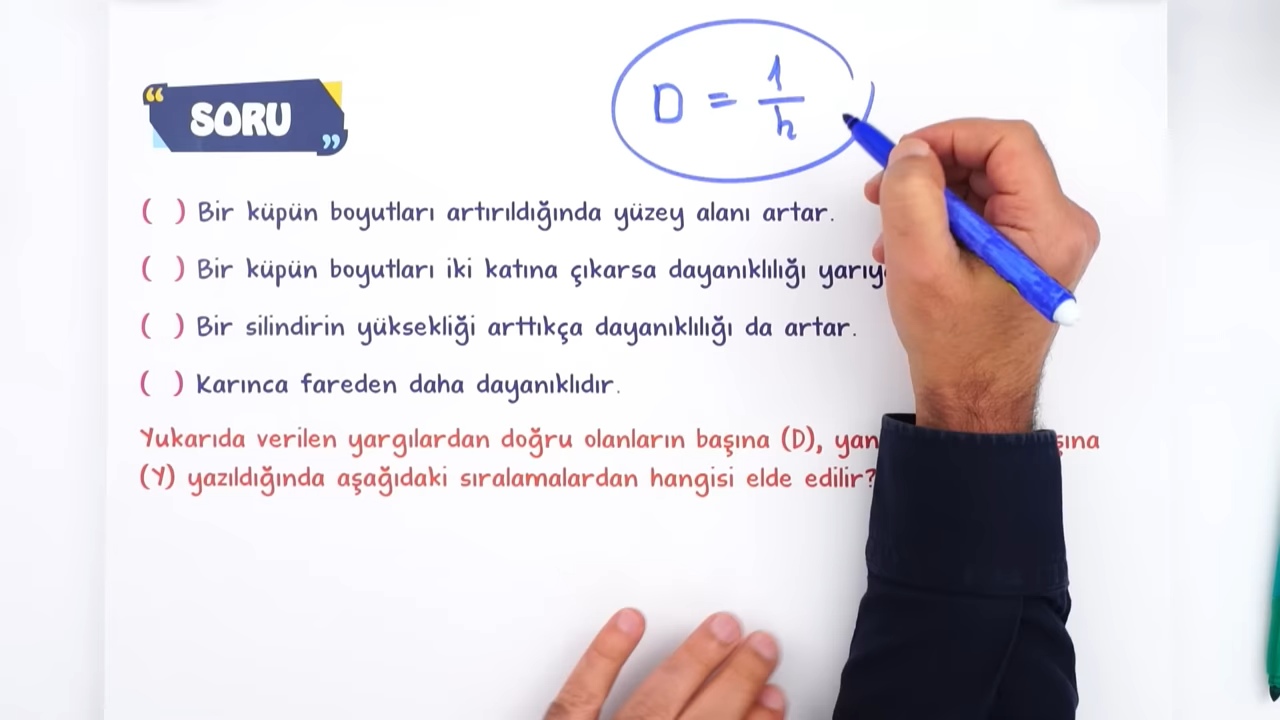 D = 1/h
“ SORU ”
( ) Bir küpün boyutları artırıldığında yüzey alanı artar.
( ) Bir küpün boyutları iki katına çıkarsa dayanıklılığı
( ) Bir silindirin yüksekliği arttıkça dayanıklılığı da artar.
( ) Karınca fareden daha dayanıklıdır.
Yukarıda verilen yargılardan doğru olanların başına (D),
(Y) yazıldığında aşağıdaki sıralamalardan hangisi elde edilir?